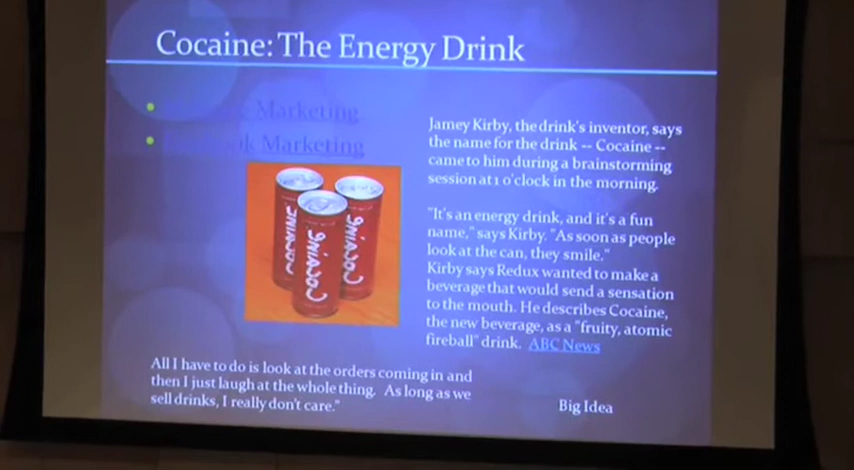 Cocaine: The Energy Drink
Marketing
Marketing
Jamey Kirby, the drink's inventor, says
the name for the drink -- Cocaine --
came to him during a brainstorming
session at 1 o'clock in the morning.
"It's an energy drink, and it's a fun
name," says Kirby. "As soon as people
look at the can, they smile."
Kirby says Redux wanted to make a
beverage that would send a sensation
to the mouth. He describes Cocaine,
the new beverage, as a "fruity, atomic
fireball" drink. ABC News
Cocaine
Cocaine
Cocaine
All I have to do is look at the orders coming in and
then I just laugh at the whole thing. As long as we
sell drinks, I really don't care."
Big Idea